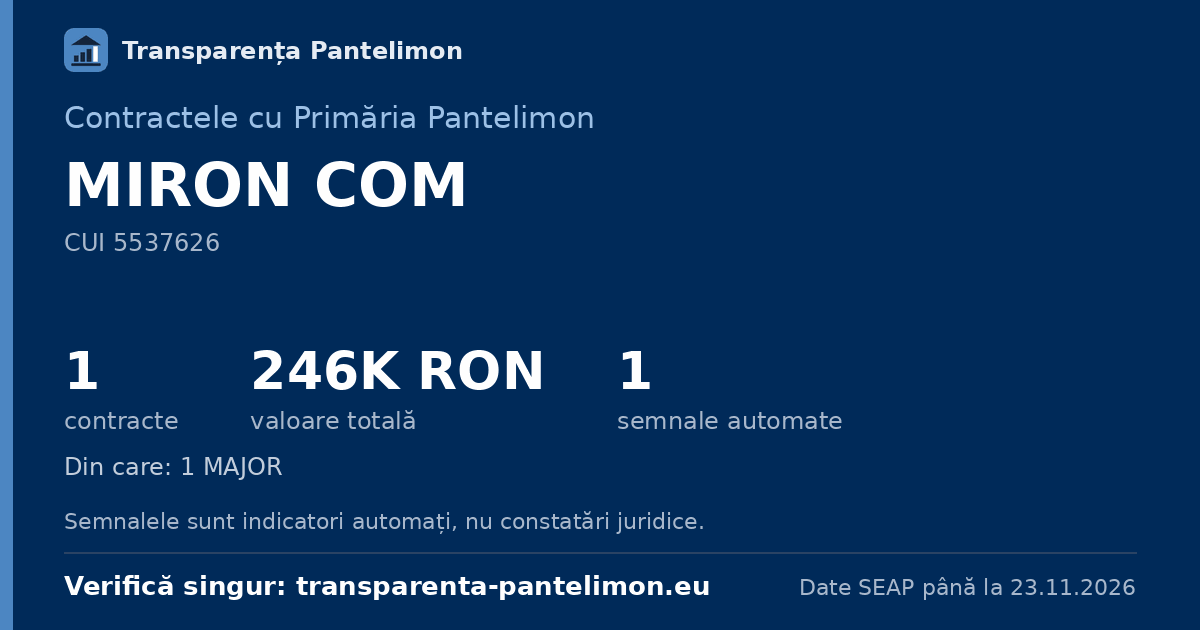 Transparența Pantelimon
Contractele cu Primăria Pantelimon
MIRON COM
CUI 5537626
1 246K RON 1
contracte valoare totală semnale automate
Din care: 1 MAJOR
Semnalele sunt indicatori automați, nu constatări juridice.
Verifică singur: transparenta-pantelimon.eu Date SEAP până la 23.11.2026